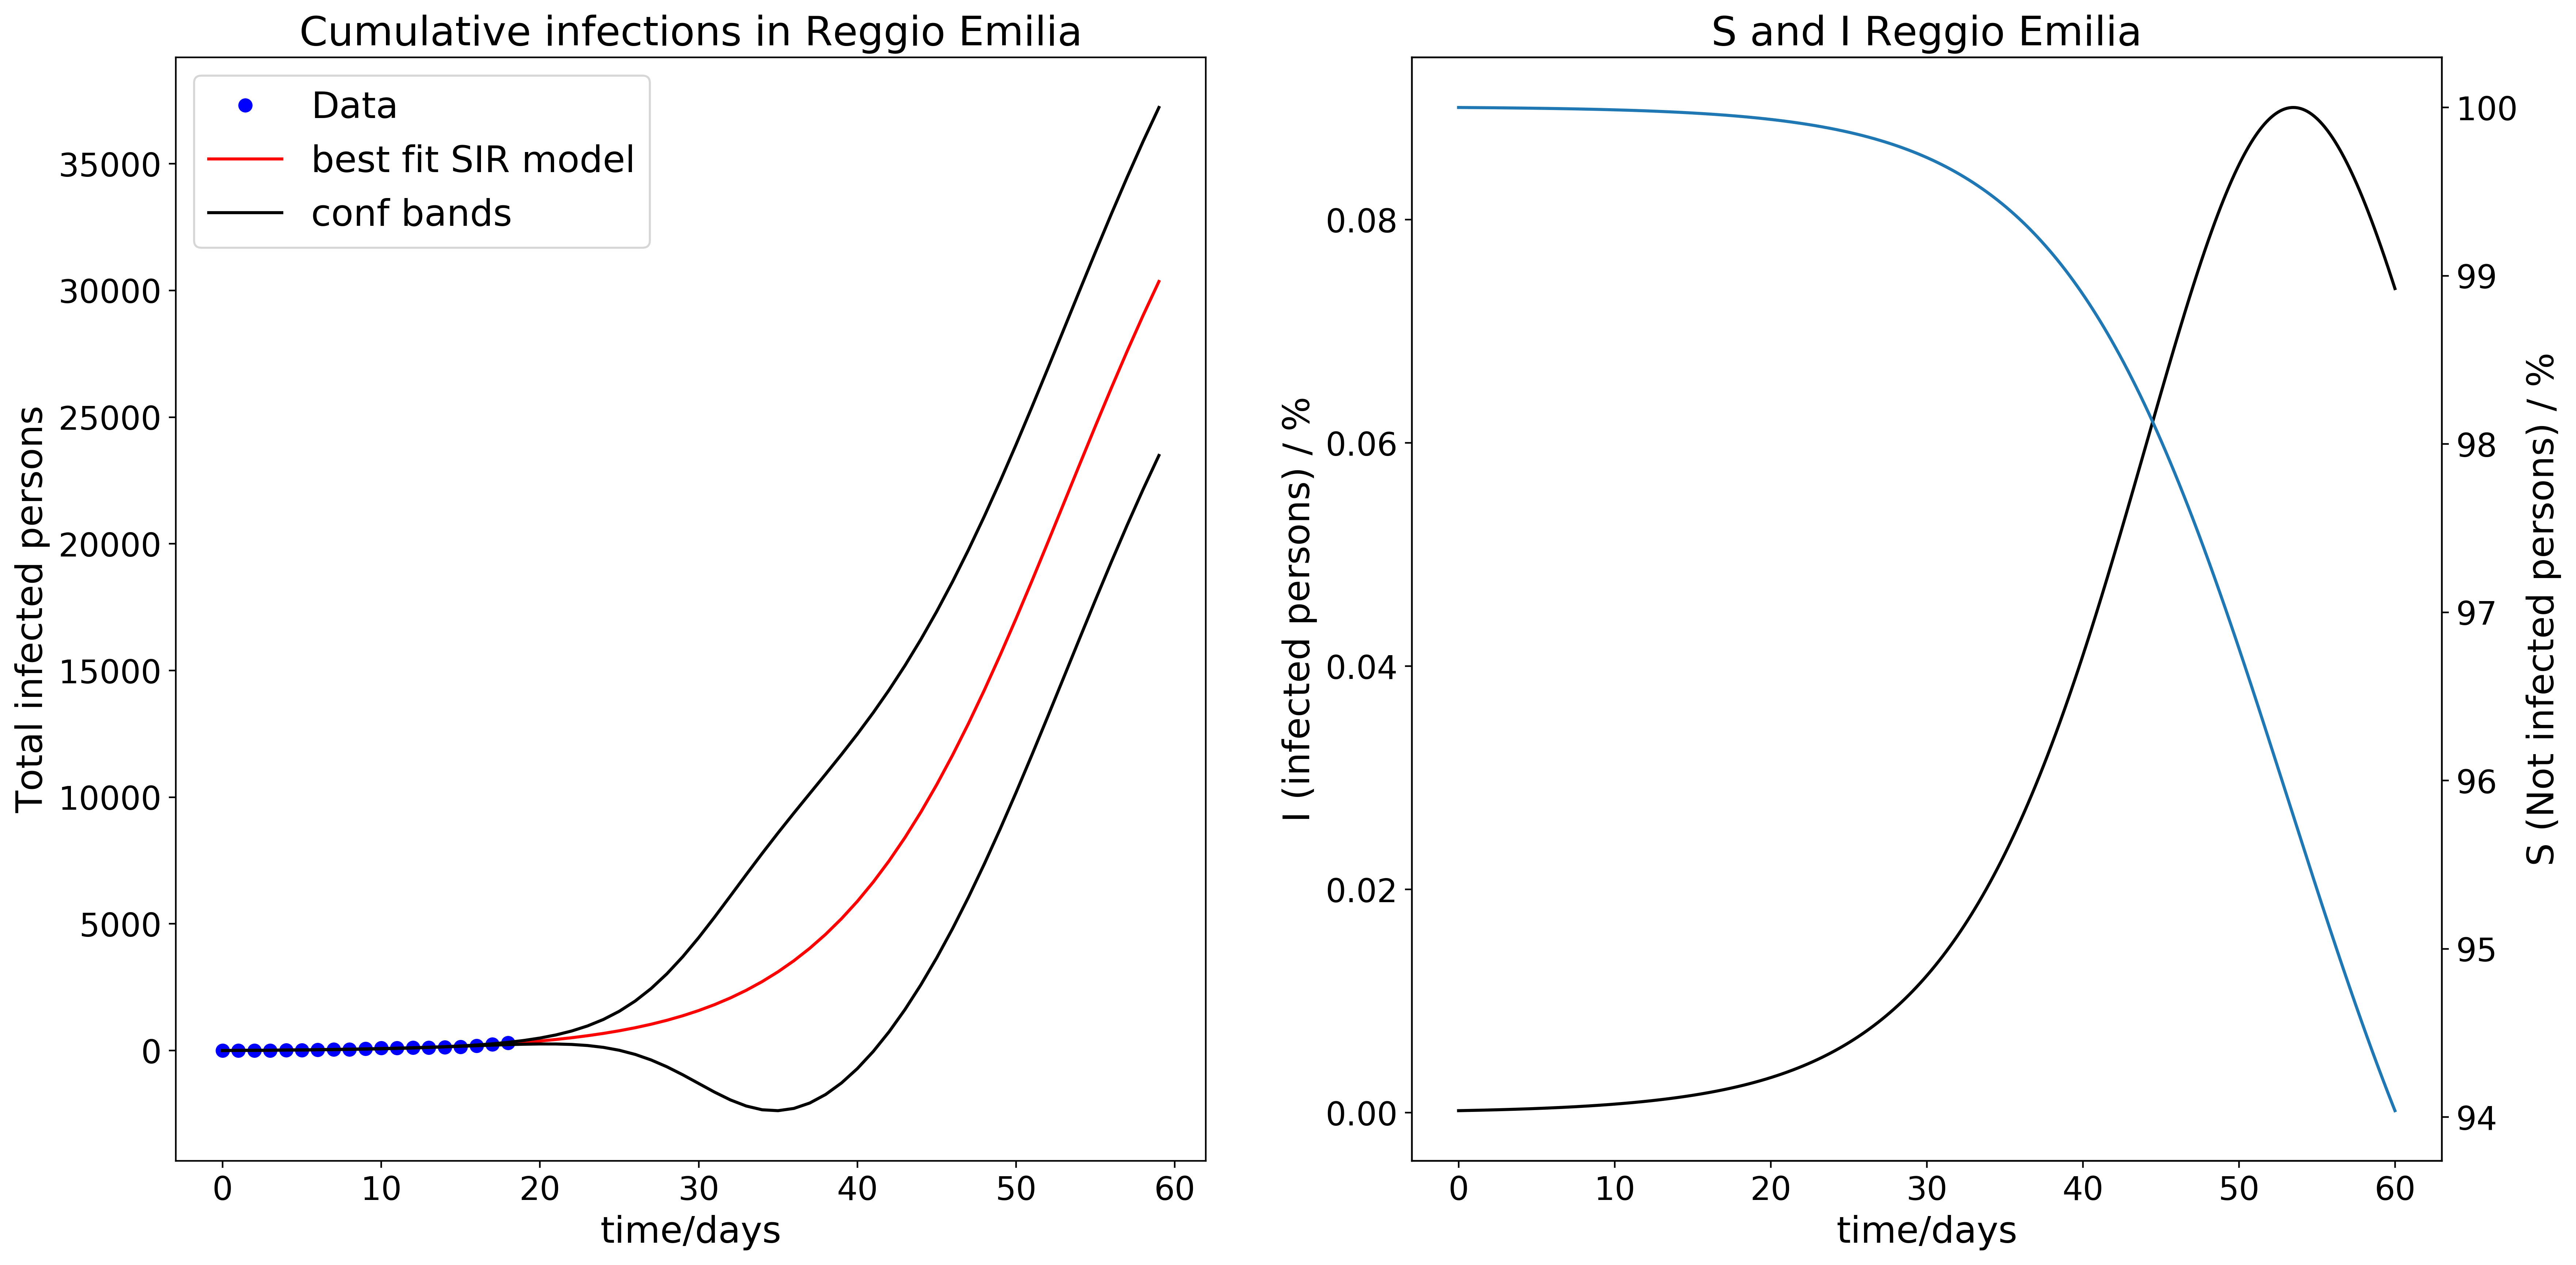 Cumulative infections in Reggio Emilia
Data
best fit SIR model
conf bands
Total infected persons
35000
30000
25000
20000
15000
10000
5000
0
0 10 20 30 40 50 60
time/days
S and I Reggio Emilia
I (infected persons) / %
0.08
0.06
0.04
0.02
0.00
100
99
98
97
96
95
94
S (Not infected persons) / %
0 10 20 30 40 50 60
time/days